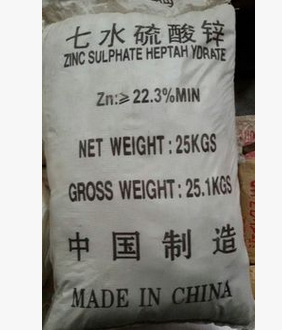 七水硫酸锌
ZINC SULPHATE HEPTAH YDRATE
Zn:≥22.3%MIN
NET WEIGHT:25KGS
GROSS WEIGHT:25.1KGS
中国制造
MADE IN CHINA